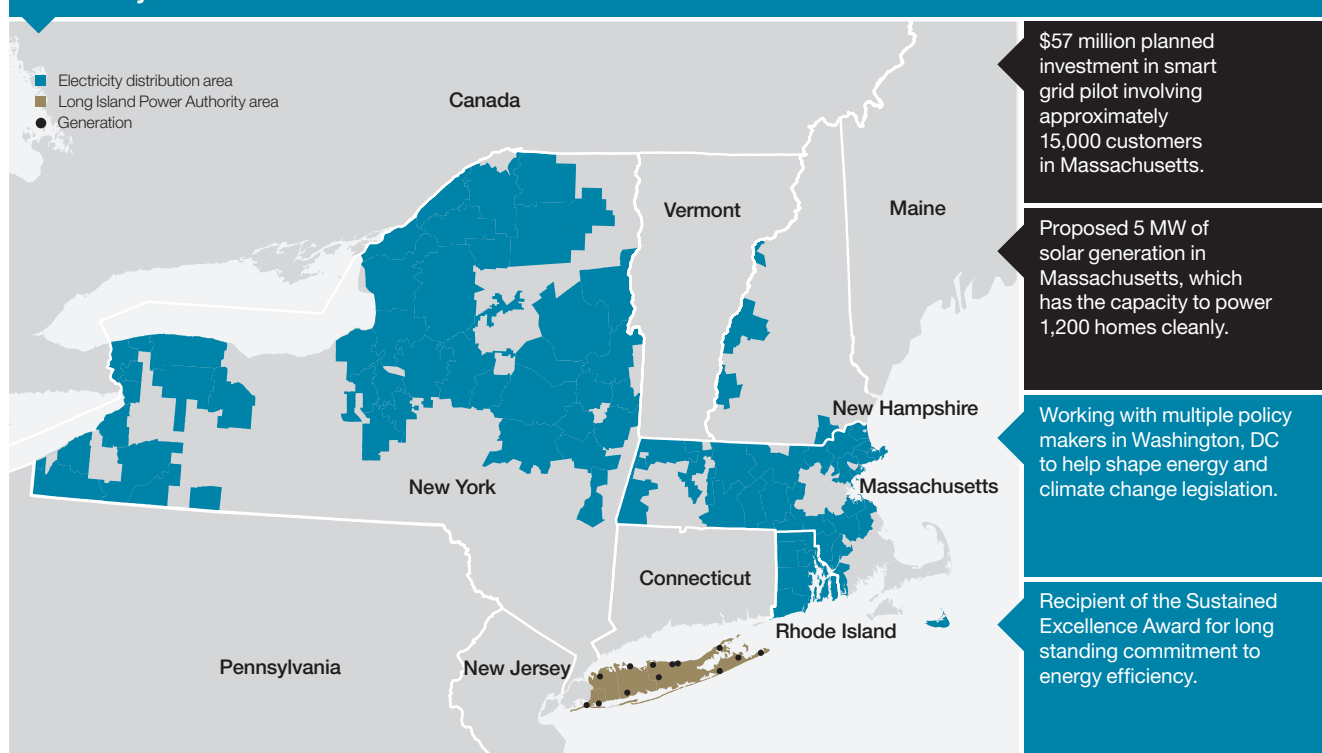 Electricity distribution area
Long Island Power Authority area
Generation
Canada
Vermont
Maine
New Hampshire
New York
Massachusetts
Connecticut
Rhode Island
Pennsylvania
New Jersey
$57 million planned
investment in smart
grid pilot involving
approximately
15,000 customers
in Massachusetts.
Proposed 5 MW of
solar generation in
Massachusetts, which
has the capacity to power
1,200 homes cleanly.
Working with multiple policy
makers in Washington, DC
to help shape energy and
climate change legislation.
Recipient of the Sustained
Excellence Award for long
standing commitment to
energy efficiency.